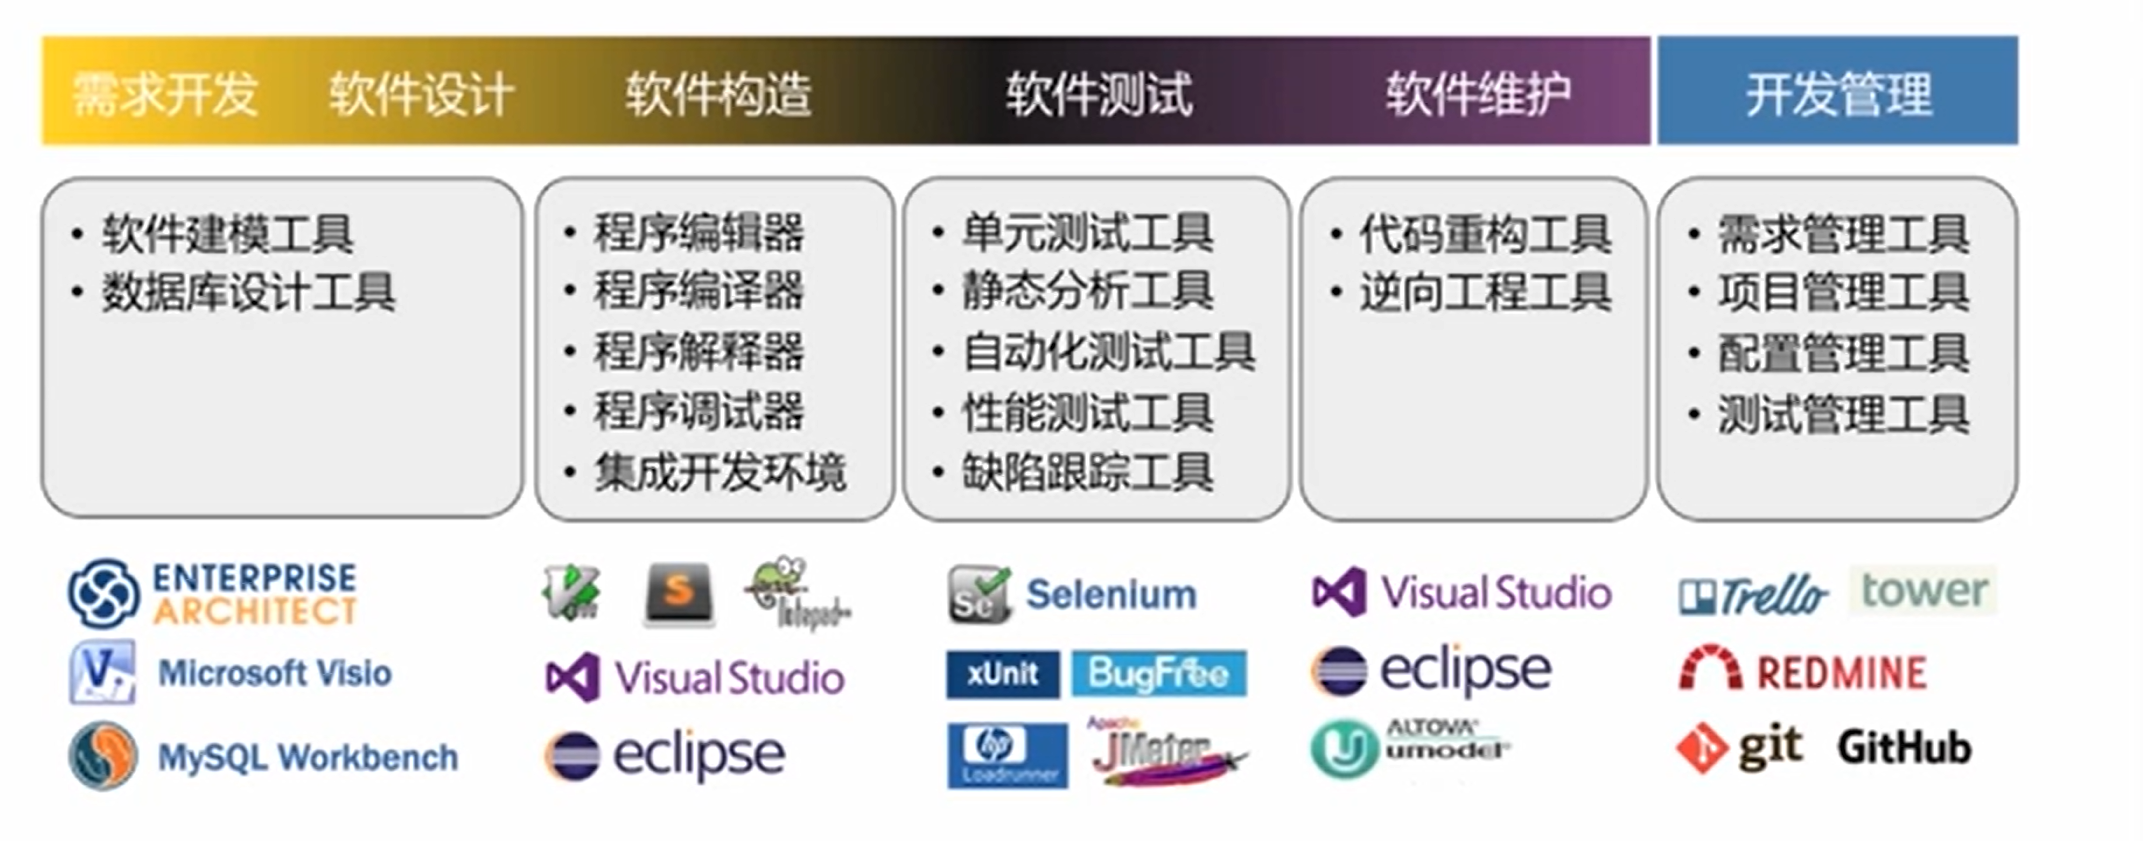 需求开发 软件设计 软件构造 软件测试 软件维护 开发管理
• 软件建模工具
• 数据库设计工具
• 程序编辑器
• 程序编译器
• 程序解释器
• 程序调试器
• 集成开发环境
• 单元测试工具
• 静态分析工具
• 自动化测试工具
• 性能测试工具
• 缺陷跟踪工具
• 代码重构工具
• 逆向工程工具
• 需求管理工具
• 项目管理工具
• 配置管理工具
• 测试管理工具
ENTERPRISE
ARCHITECT
V
Microsoft Visio
MySQL Workbench
Vim
S
Notepad++
Visual Studio
eclipse
Se
Selenium
xUnit
BugFree
hp
Loadrunner
Apache
JMeter
Visual Studio
eclipse
U
ALTOVA®
umodel®
Trello
tower
REDMINE
git
GitHub